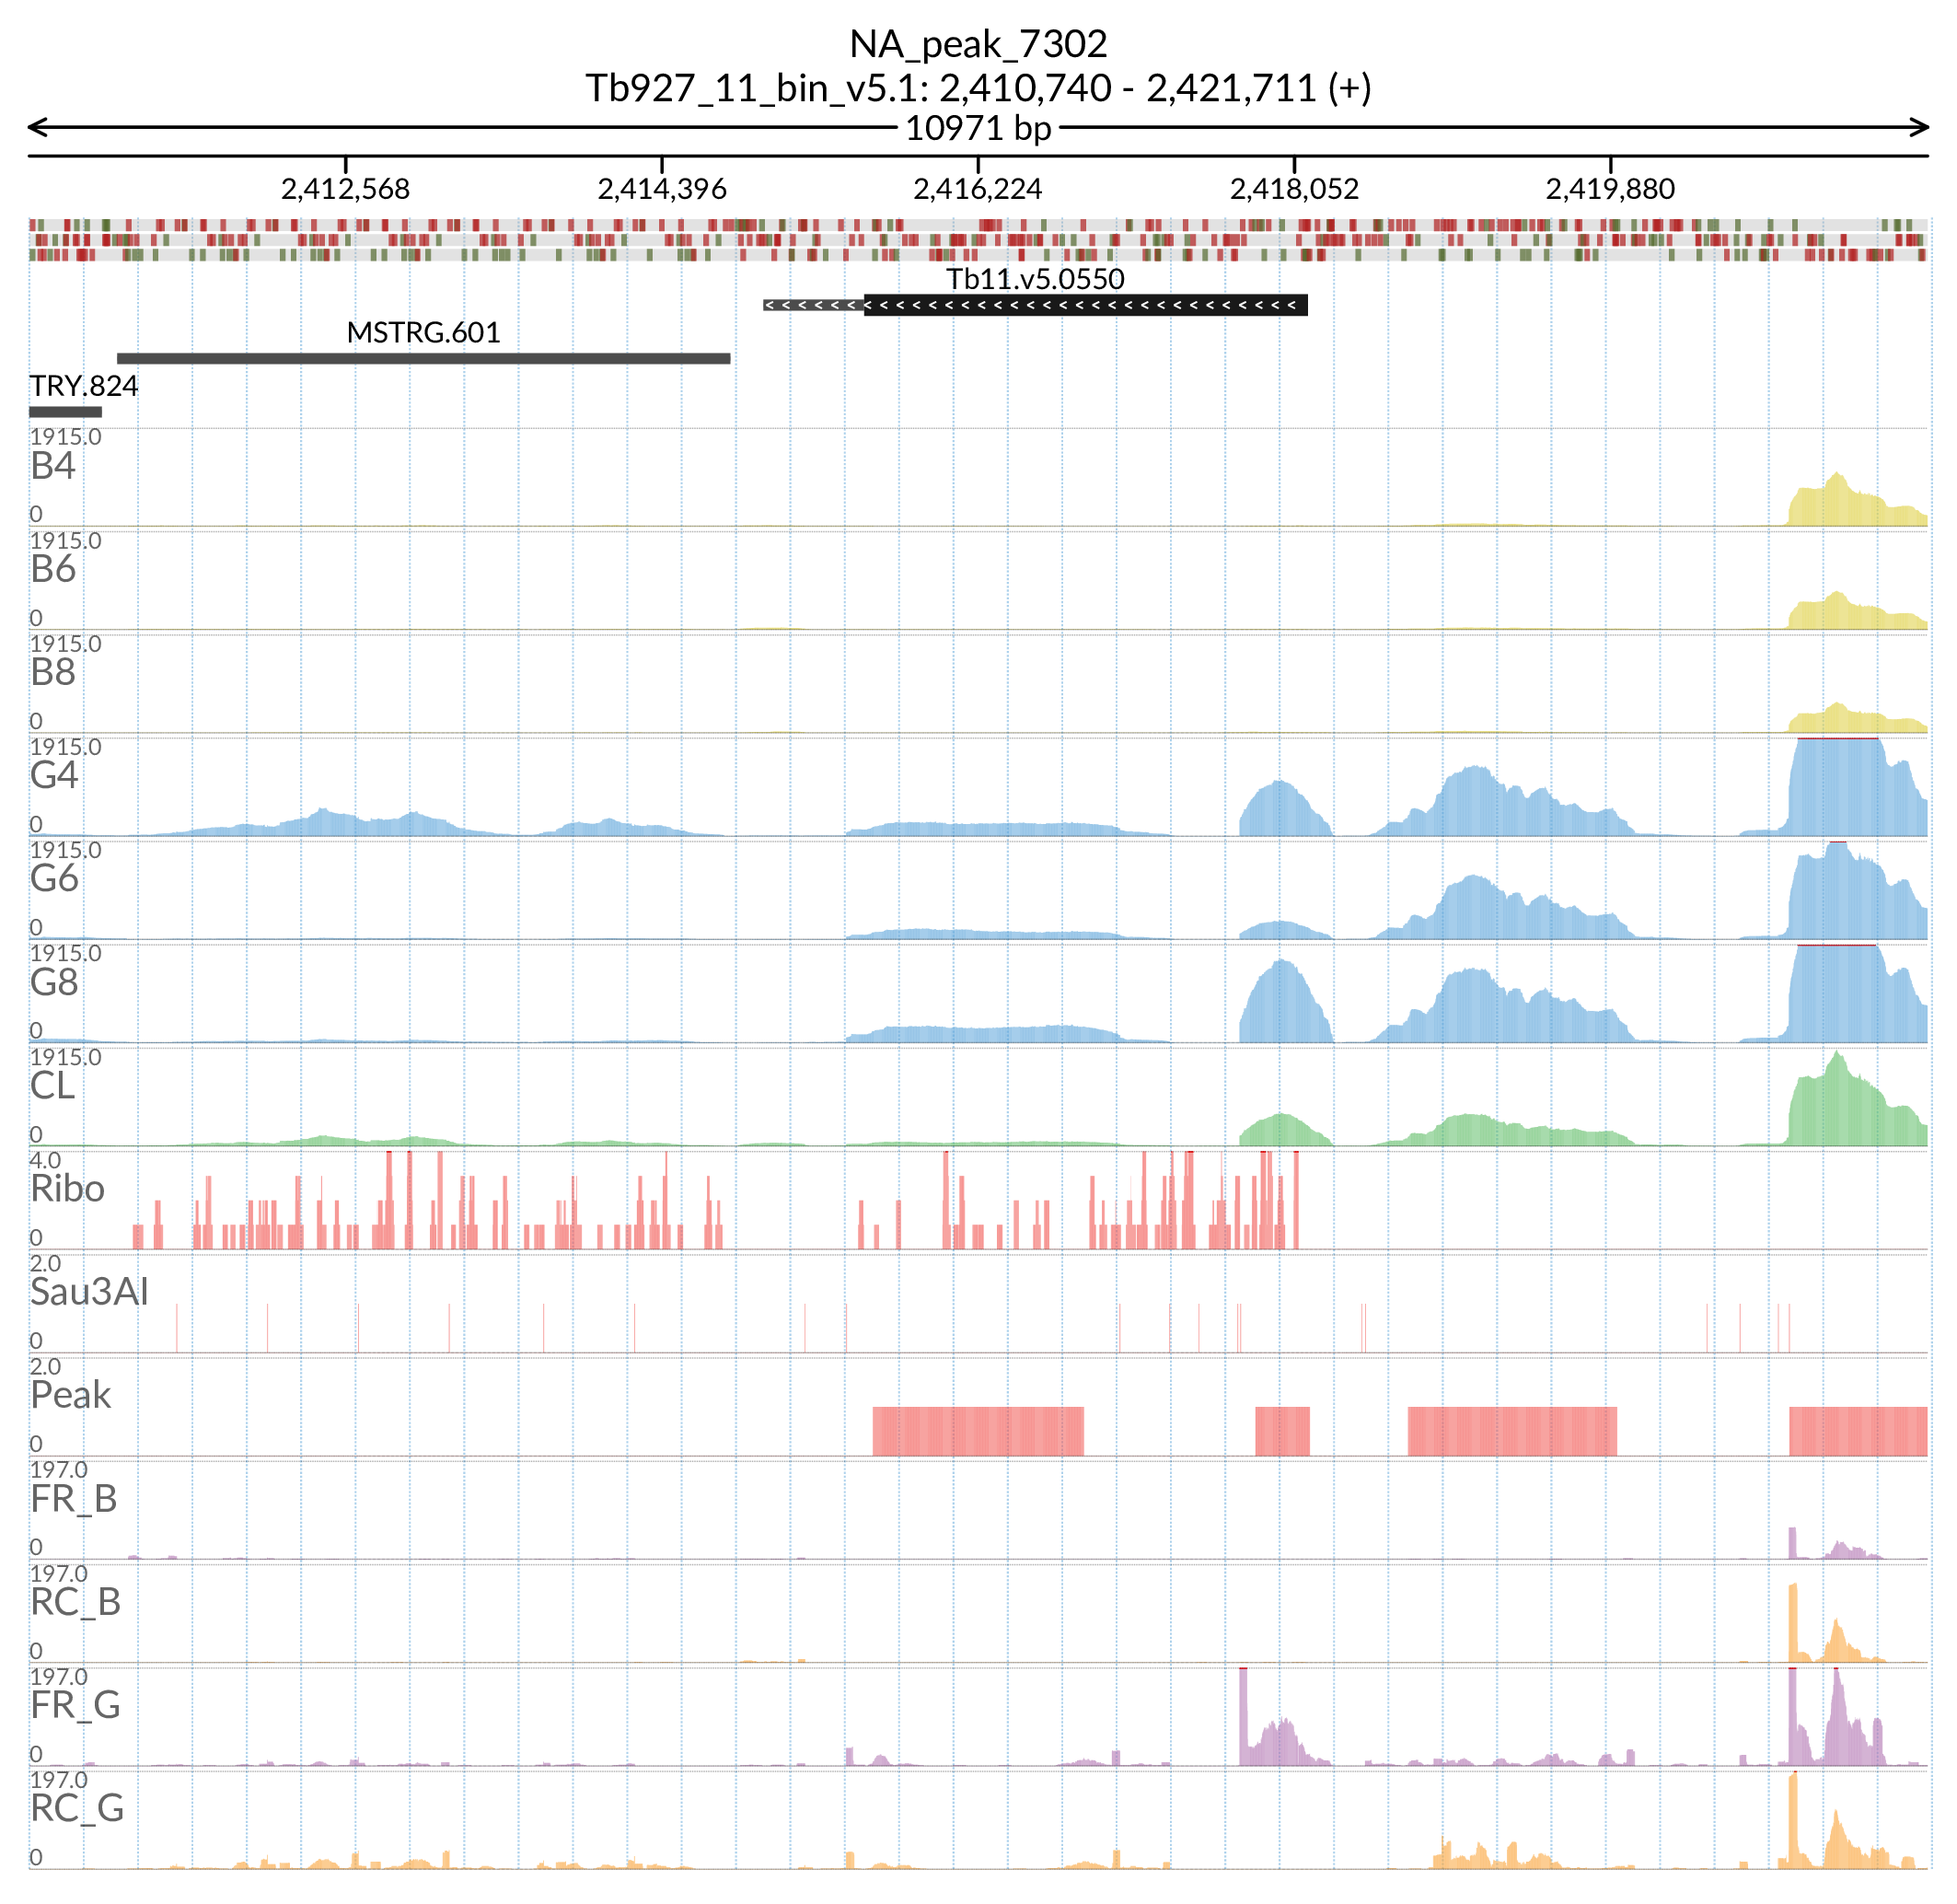 NA_peak_7302
Tb927_11_bin_v5.1: 2,410,740 - 2,421,711 (+)
10971 bp
2,412,568 2,414,396 2,416,224 2,418,052 2,419,880
Tb11.v5.0550
MSTRG.601
TRY.824
1915.0
B4
0
1915.0
B6
0
1915.0
B8
0
1915.0
G4
0
1915.0
G6
0
1915.0
G8
0
1915.0
CL
0
4.0
Ribo
0
2.0
Sau3AI
0
2.0
Peak
0
197.0
FR_B
0
197.0
RC_B
0
197.0
FR_G
0
197.0
RC_G
0